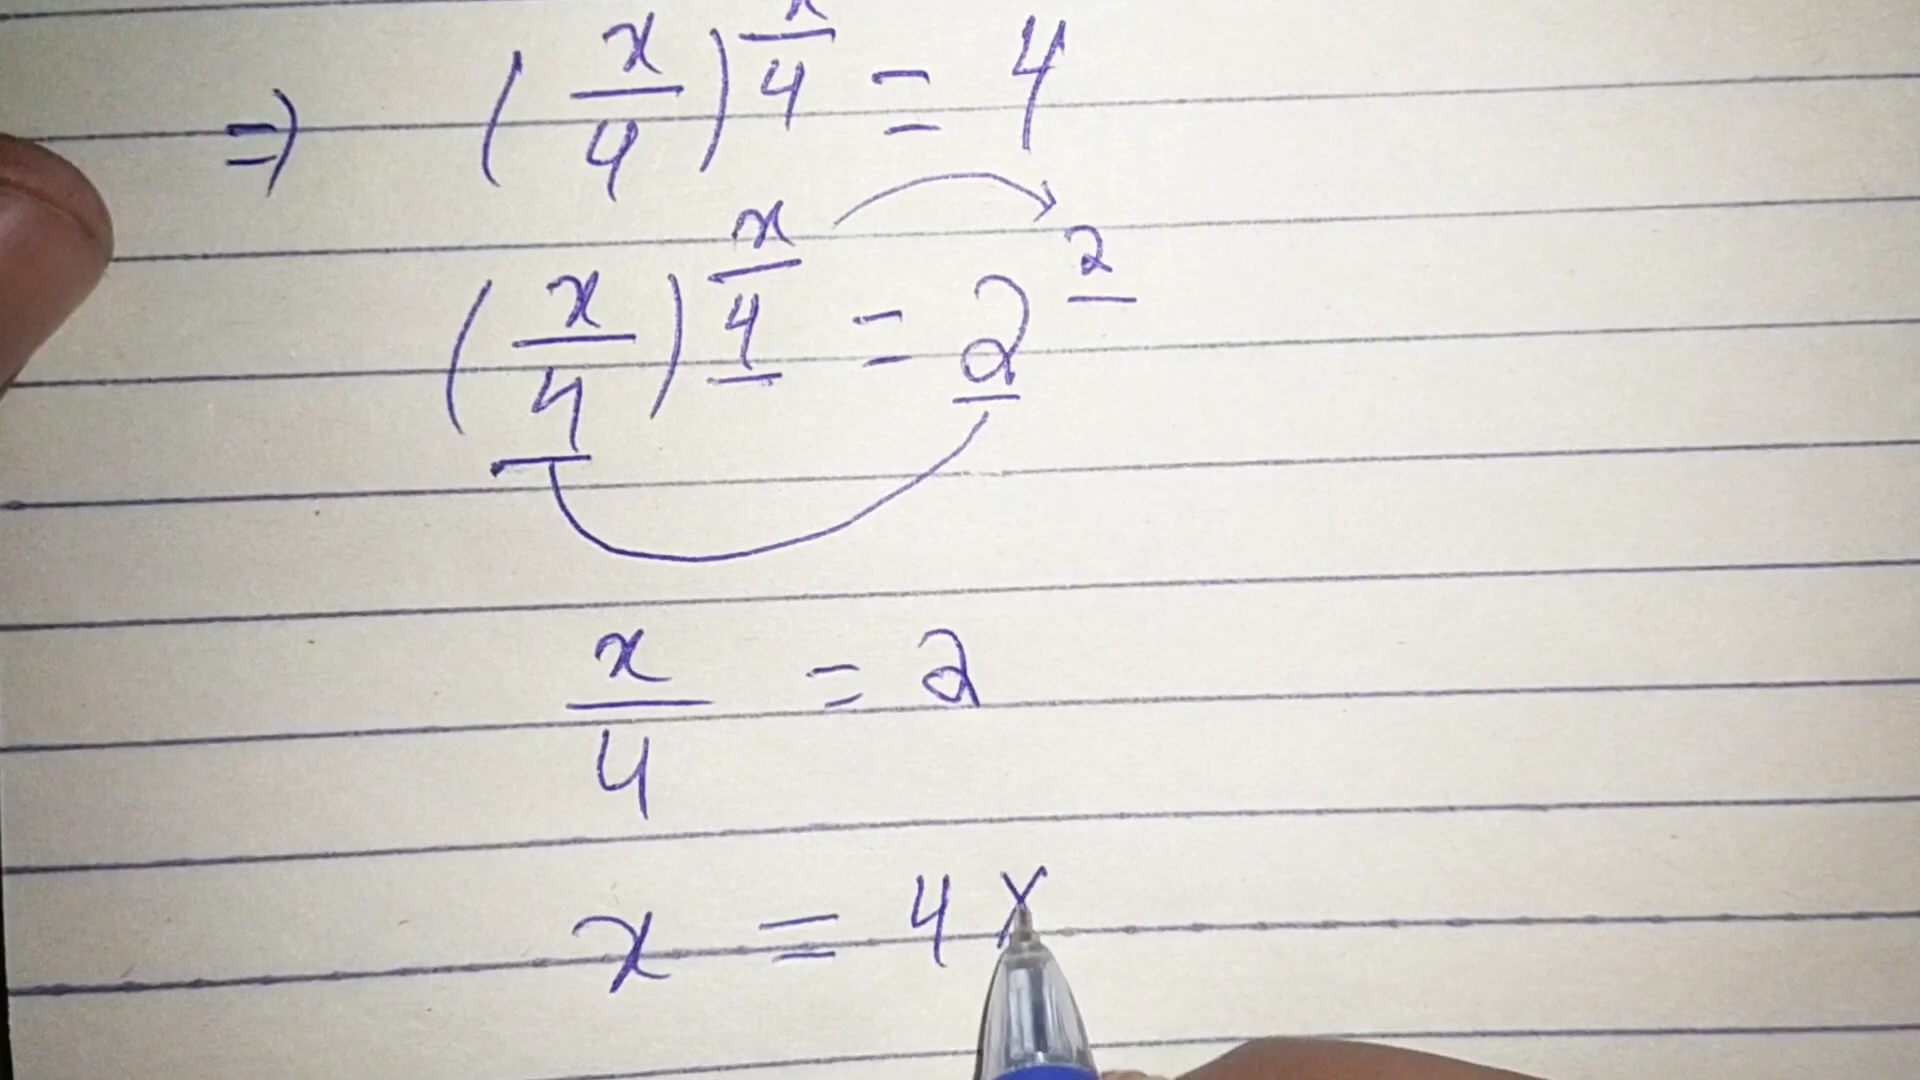 ⇒ (x/4)^(x/4) = 4
(x/4)^(x/4) = 2^2
x/4 = 2
x = 4 ×